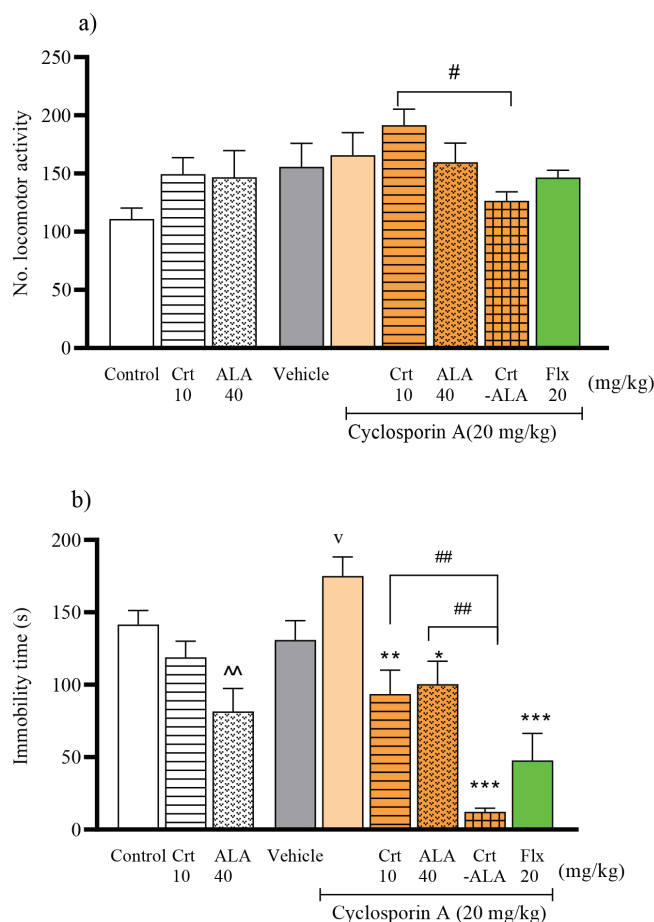 a)
No. locomotor activity
250
200
150
100
50
0
#
Control Crt 10 ALA 40 Vehicle Crt 10 ALA 40 Crt -ALA Flx 20 (mg/kg)
Cyclosporin A(20 mg/kg)
b)
Immobility time (s)
200
150
100
50
0
^^
v
**
*
***
***
##
##
Control Crt 10 ALA 40 Vehicle Crt 10 ALA 40 Crt -ALA Flx 20 (mg/kg)
Cyclosporin A (20 mg/kg)